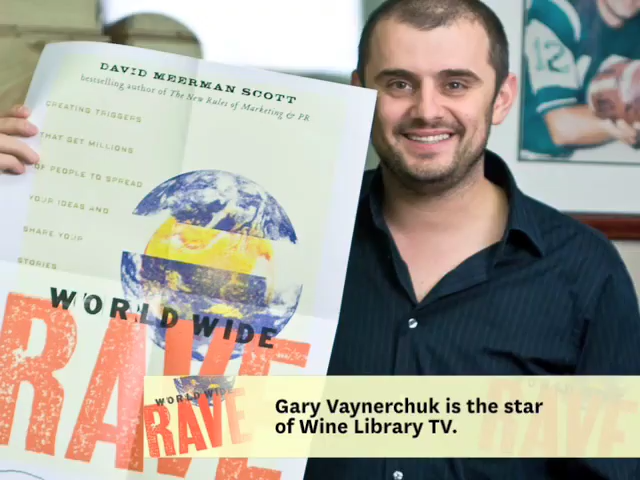 DAVID MEERMAN SCOTT
bestselling author of The New Rules of Marketing & PR
CREATING TRIGGERS
THAT GET MILLIONS
OF PEOPLE TO SPREAD
YOUR IDEAS AND
SHARE YOUR
STORIES
WORLD WIDE
RAVE
12
WORLD WIDE
RAVE
Gary Vaynerchuk is the star
of Wine Library TV.
RAVE